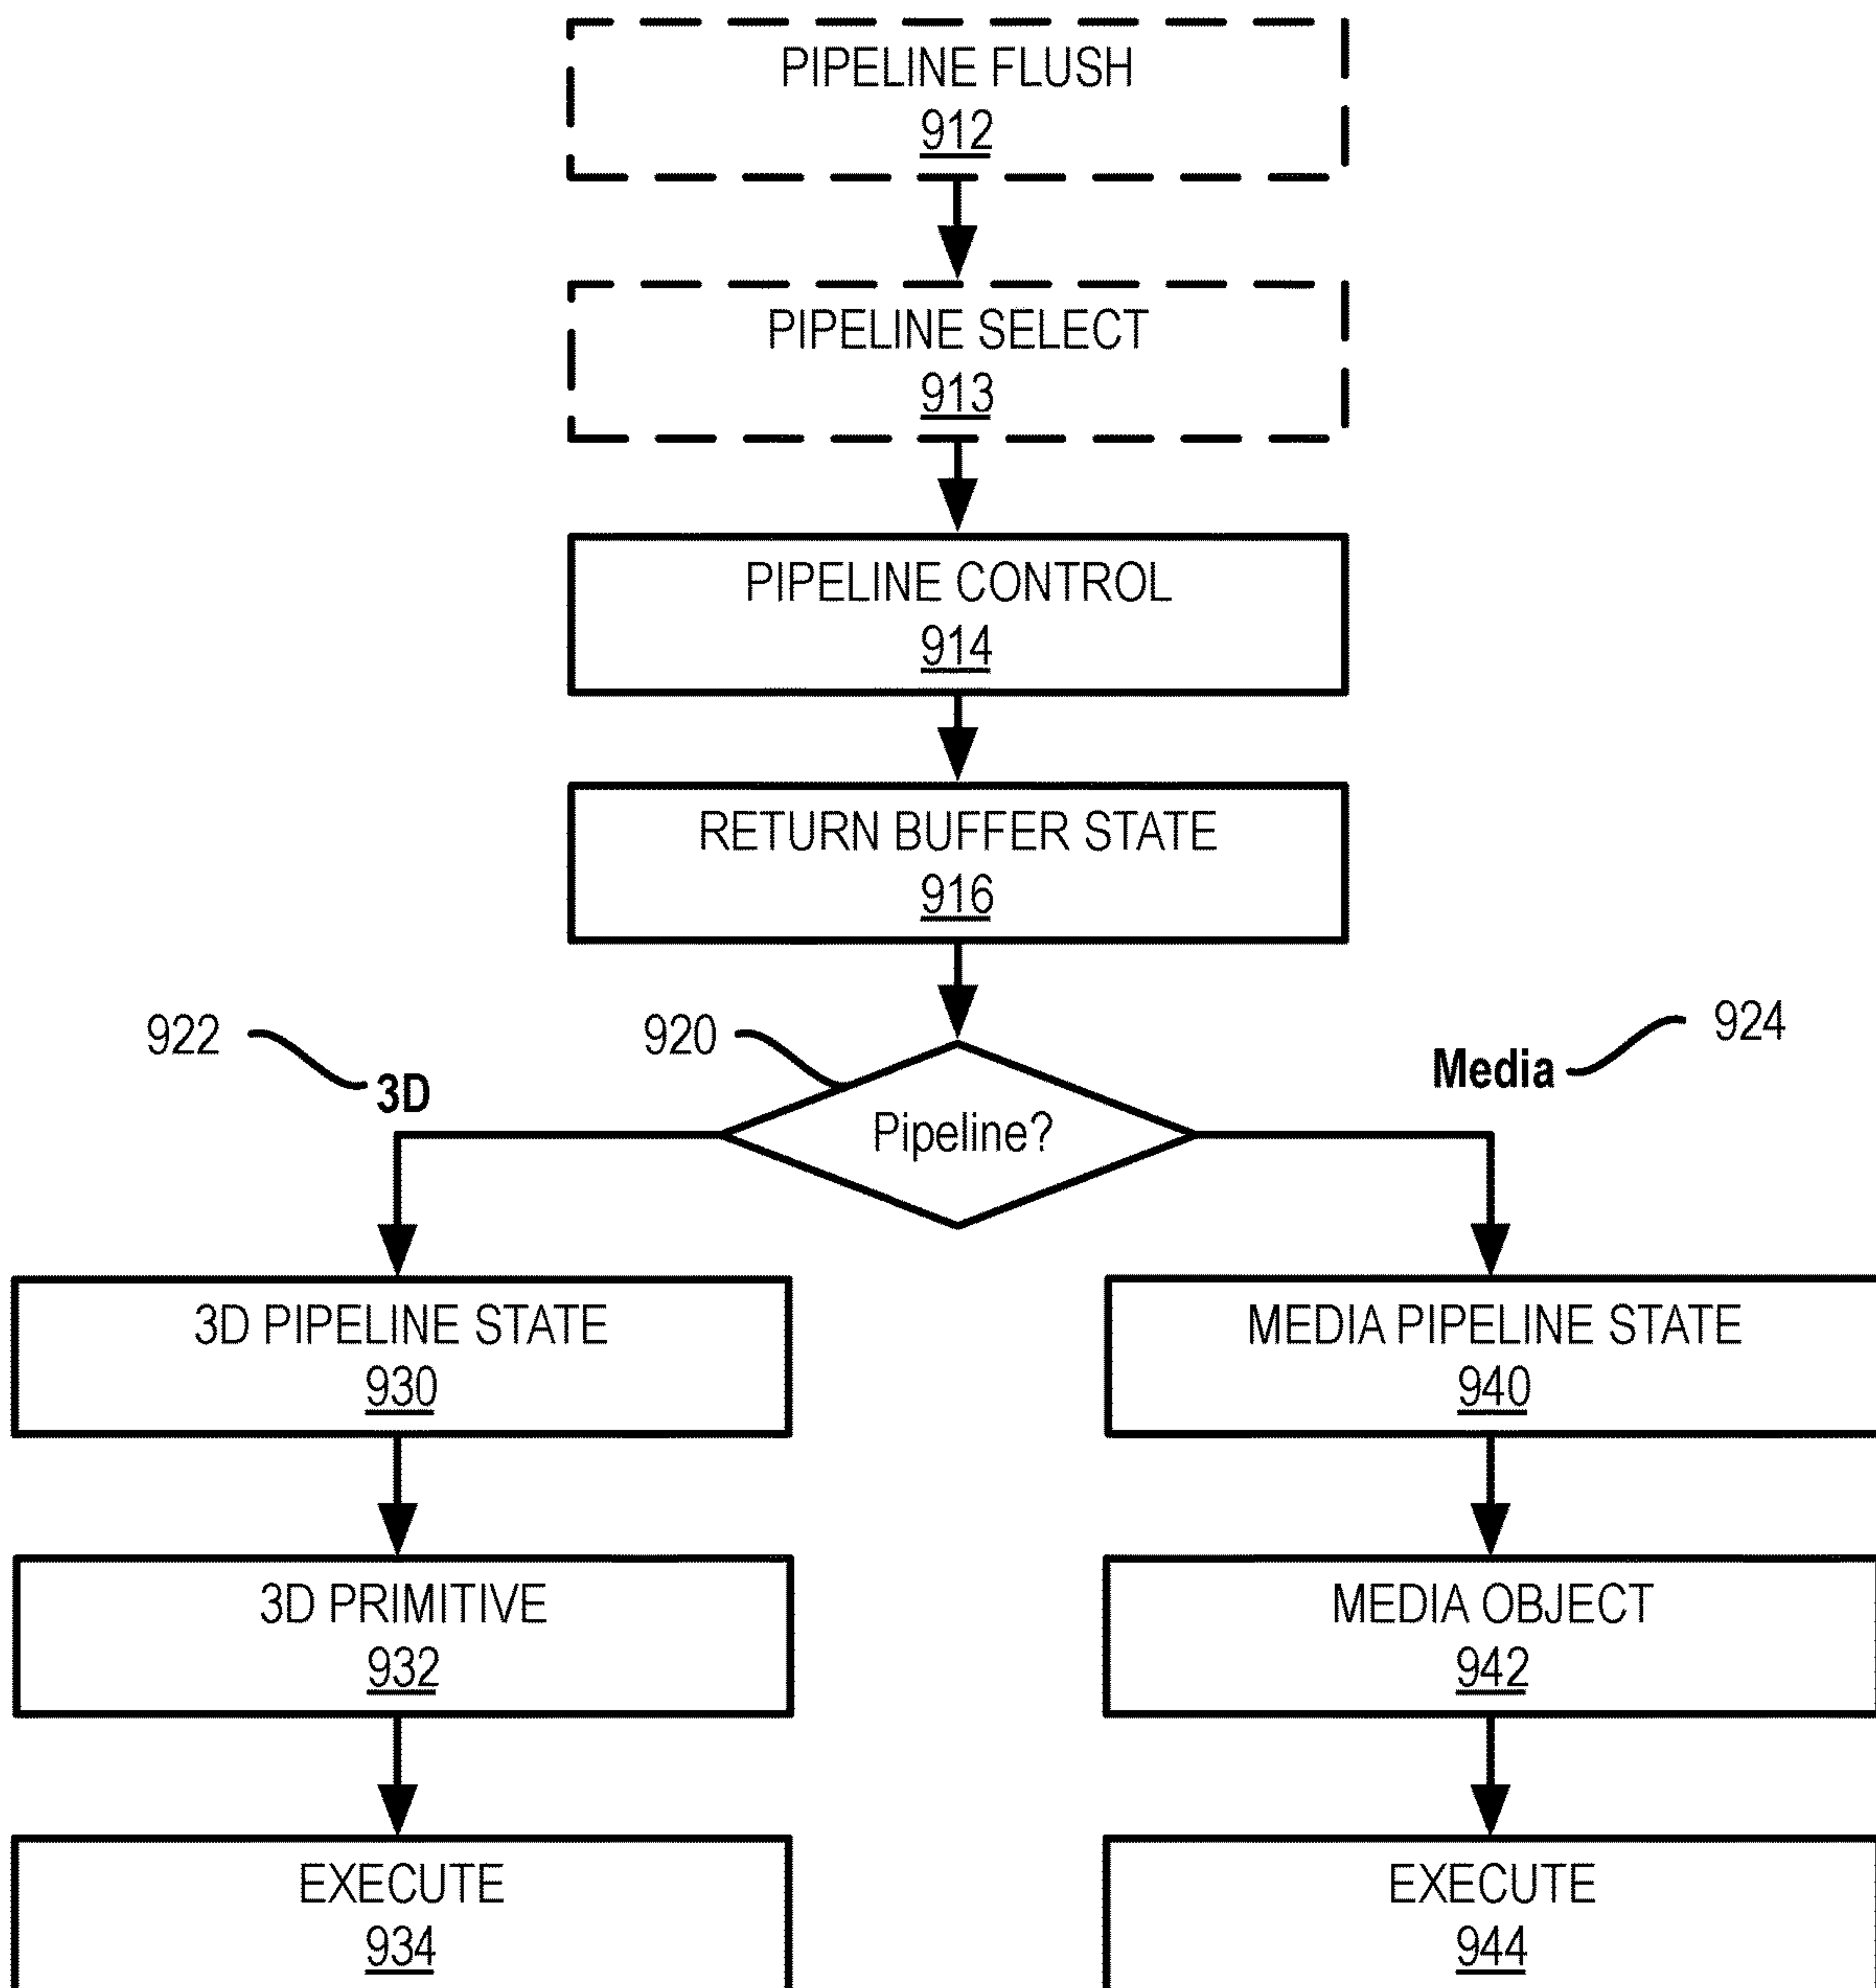 PIPELINE FLUSH
912
PIPELINE SELECT
913
PIPELINE CONTROL
914
RETURN BUFFER STATE
916
922
920
924
3D
Media
Pipeline?
3D PIPELINE STATE
930
MEDIA PIPELINE STATE
940
3D PRIMITIVE
932
MEDIA OBJECT
942
EXECUTE
934
EXECUTE
944